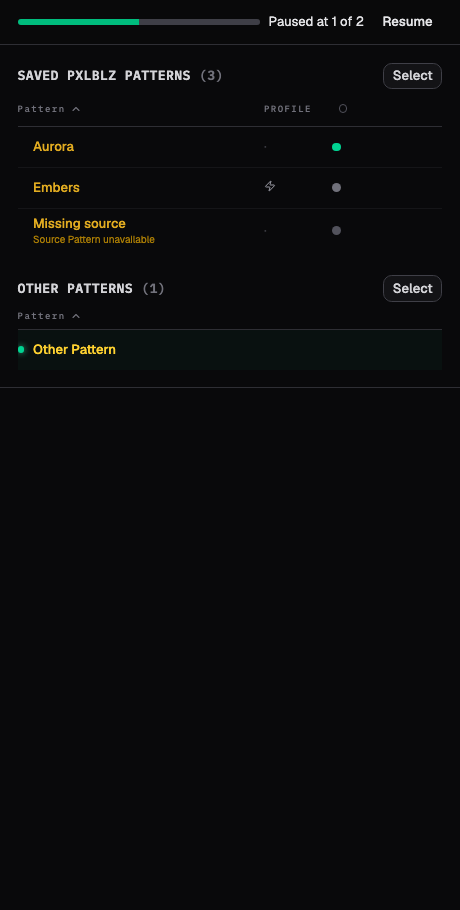 Paused at 1 of 2 Resume
SAVED PXLBLZ PATTERNS (3) Select
Pattern PROFILE
Aurora -
Embers
Missing source -
Source Pattern unavailable
OTHER PATTERNS (1) Select
Pattern
Other Pattern